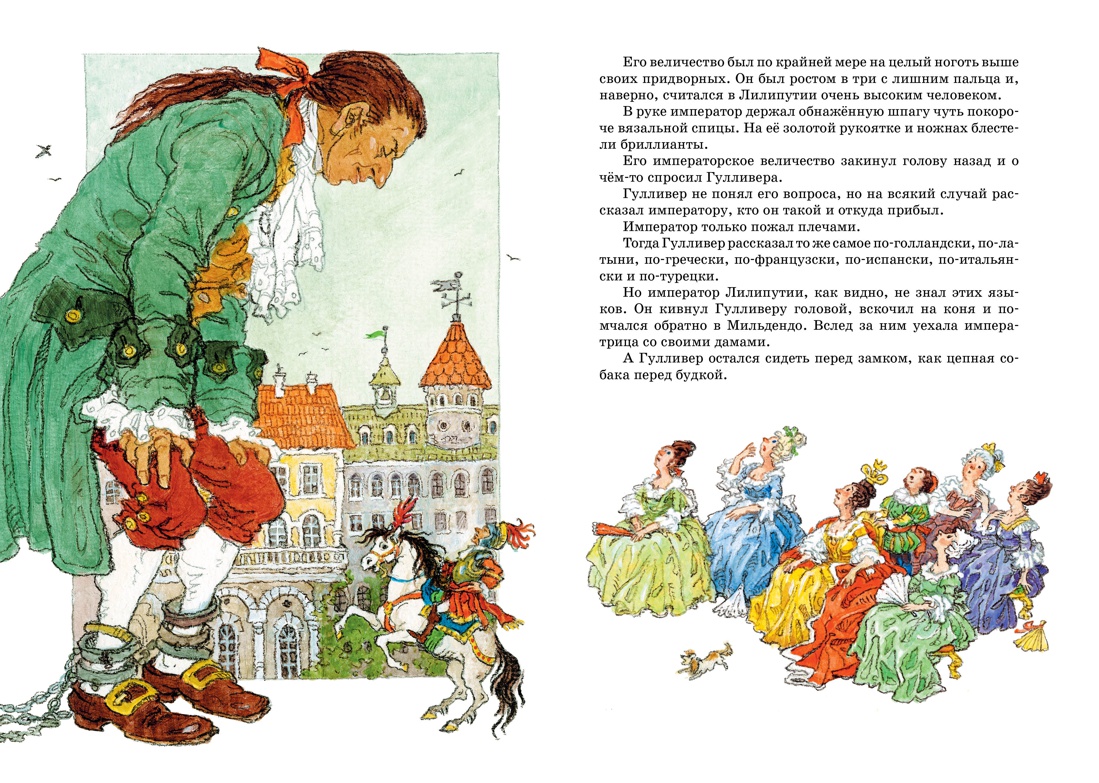 Его величество был по крайней мере на целый ноготь выше
своих придворных. Он был ростом в три с лишним пальца и,
наверно, считался в Лилипутии очень высоким человеком.
В руке император держал обнажённую шпагу чуть покоро-
че вязальной спицы. На её золотой рукоятке и ножнах блесте-
ли бриллианты.
Его императорское величество закинул голову назад и о
чём-то спросил Гулливера.
Гулливер не понял его вопроса, но на всякий случай рас-
сказал императору, кто он такой и откуда прибыл.
Император только пожал плечами.
Тогда Гулливер рассказал то же самое по-голландски, по-ла-
тыни, по-гречески, по-французски, по-испански, по-итальян-
ски и по-турецки.
Но император Лилипутии, как видно, не знал этих язы-
ков. Он кивнул Гулливеру головой, вскочил на коня и по-
мчался обратно в Мильдендо. Вслед за ним уехала импера-
трица со своими дамами.
А Гулливер остался сидеть перед замком, как цепная со-
бака перед будкой.